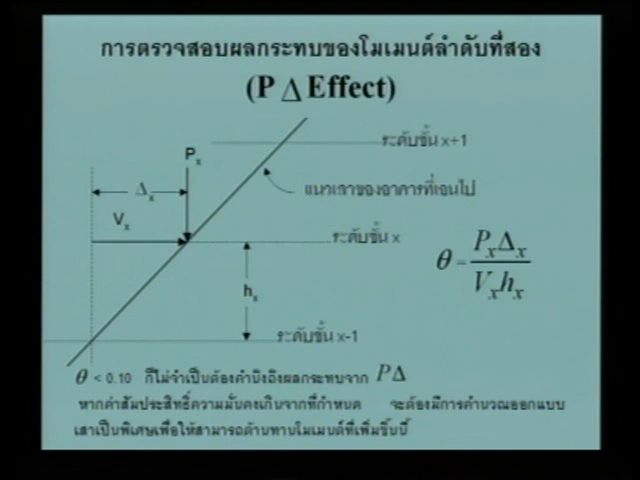 การตรวจสอบผลกระทบของโมเมนต์ลำดับที่สอง
(P Δ Effect)
ระดับชั้น x+1
Pₓ
แนวเสาของอาคารที่เอนไป
Δₓ
Vₓ
ระดับชั้น x
θ = PₓΔₓ / Vₓhₓ
hₓ
ระดับชั้น x-1
θ < 0.10 ก็ไม่จำเป็นต้องคำนึงถึงผลกระทบจาก PΔ
หากค่าสัมประสิทธิ์ความมั่นคงเกินจากที่กำหนด จะต้องมีการคำนวณออกแบบ
เสาเป็นพิเศษเพื่อให้สามารถต้านทานโมเมนต์ที่เพิ่มขึ้นนี้